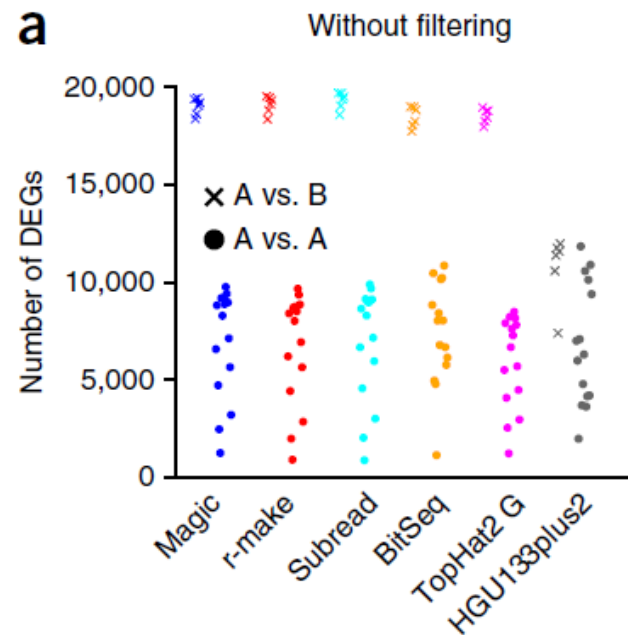 a
Without filtering
Number of DEGs
20,000
15,000
10,000
5,000
0
× A vs. B
● A vs. A
Magic
r-make
Subread
BitSeq
TopHat2 G
HGU133plus2